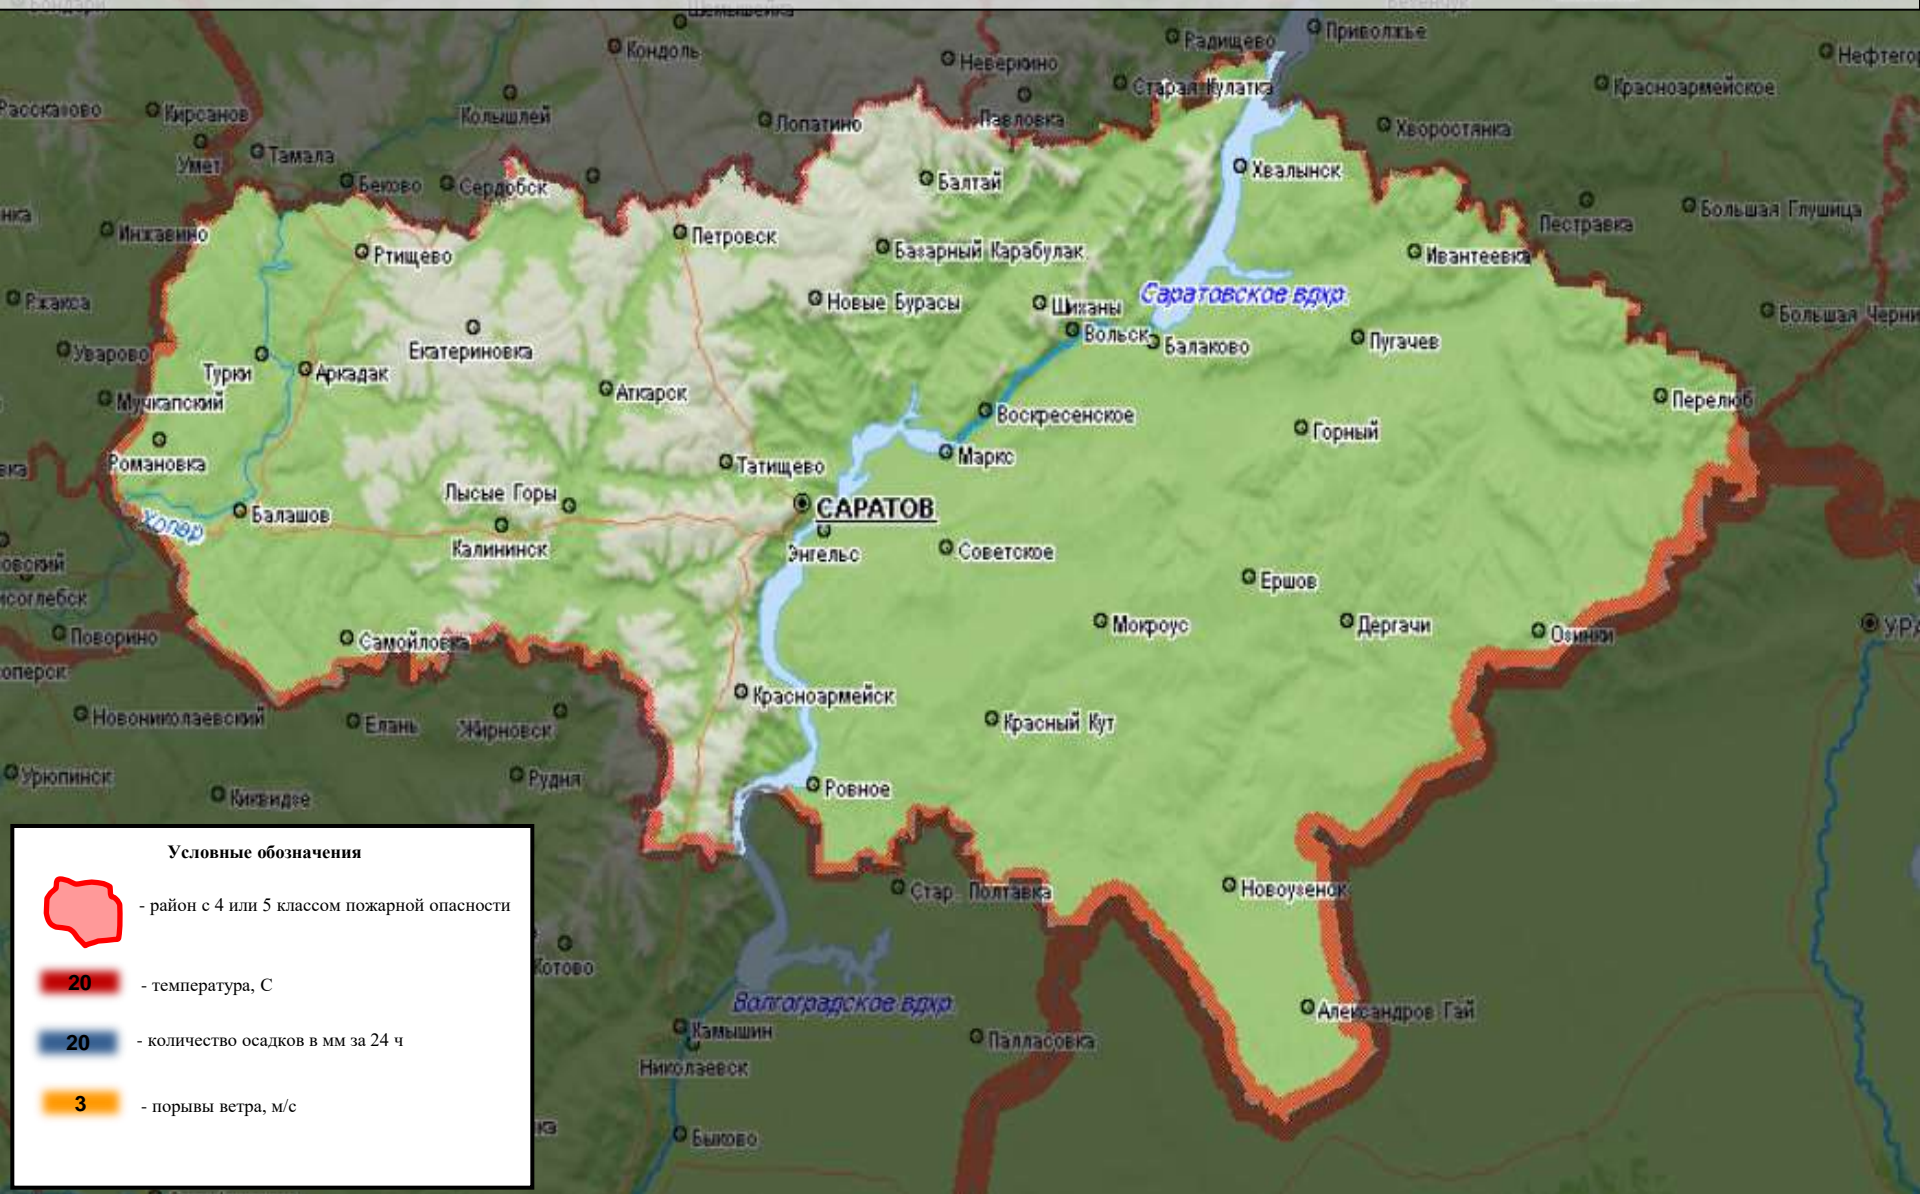 Шемышейка
Кондоль
Неверкино
Радищево
Приволжье
Рассказово
Кирсанов
Колышлей
Лопатино
Павловка
Старая Кулатка
Красноармейское
Хворостянка
Умет
Тамала
Беково
Сердобск
Балтай
Хвалынск
Пестравка
Большая Глушица
Инжавино
Ртищево
Петровск
Базарный Карабулак
Ивантеевка
Ржакса
Новые Бурасы
Шиханы
Саратовское вдхр.
Уварово
Турки
Аркадак
Екатериновка
Вольск
Балаково
Пугачев
Мучкапский
Аткарск
Воскресенское
Перелюб
Романовка
Татищево
Маркс
Горный
Хопер
Балашов
Лысые Горы
Калининск
САРАТОВ
Энгельс
Советское
Ершов
Поворино
Самойловка
Мокроус
Дергачи
Озинки
Новониколаевский
Елань
Жирновск
Красноармейск
Красный Кут
Урюпинск
Киквидзе
Рудня
Ровное
Стар. Полтавка
Новоузенск
Котово
Волгоградское вдхр.
Александров Гай
Камышин
Николаевск
Палласовка
Быково
Условные обозначения
- район с 4 или 5 классом пожарной опасности
20 - температура, С
20 - количество осадков в мм за 24 ч
3 - порывы ветра, м/с